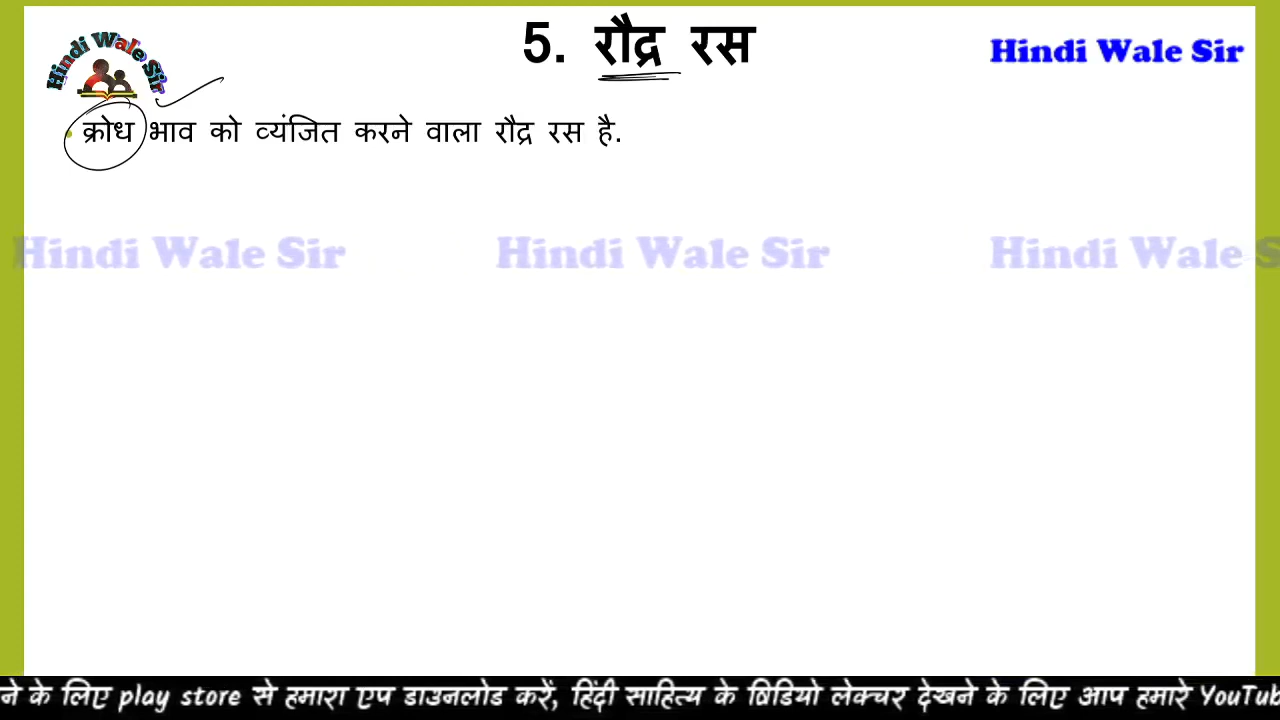 5. रौद्र रस
Hindi Wale Sir
Hindi Wale Sir
क्रोध भाव को व्यंजित करने वाला रौद्र रस है.
Hindi Wale Sir Hindi Wale Sir Hindi Wale S
ने के लिए play store से हमारा एप डाउनलोड करें, हिंदी साहित्य के विडियो लेक्चर देखने के लिए आप हमारे YouTub